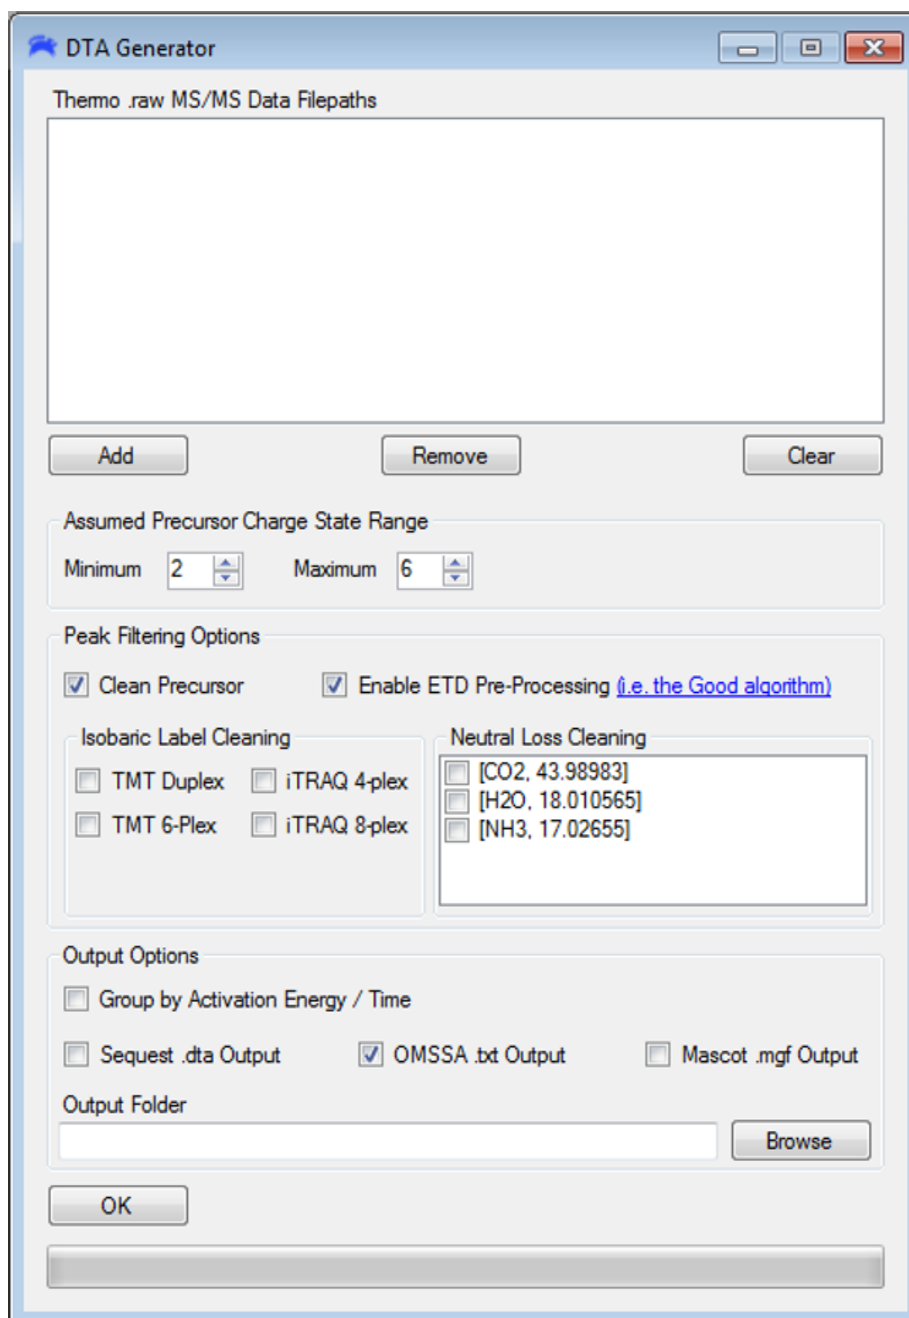 DTA Generator
Thermo .raw MS/MS Data Filepaths
Add Remove Clear
Assumed Precursor Charge State Range
Minimum 2 Maximum 6
Peak Filtering Options
Clean Precursor Enable ETD Pre-Processing (i.e. the Good algorithm)
Isobaric Label Cleaning
TMT Duplex iTRAQ 4-plex
TMT 6-Plex iTRAQ 8-plex
Neutral Loss Cleaning
[CO2, 43.98983]
[H2O, 18.010565]
[NH3, 17.02655]
Output Options
Group by Activation Energy / Time
Sequest .dta Output OMSSA .txt Output Mascot .mgf Output
Output Folder
Browse
OK